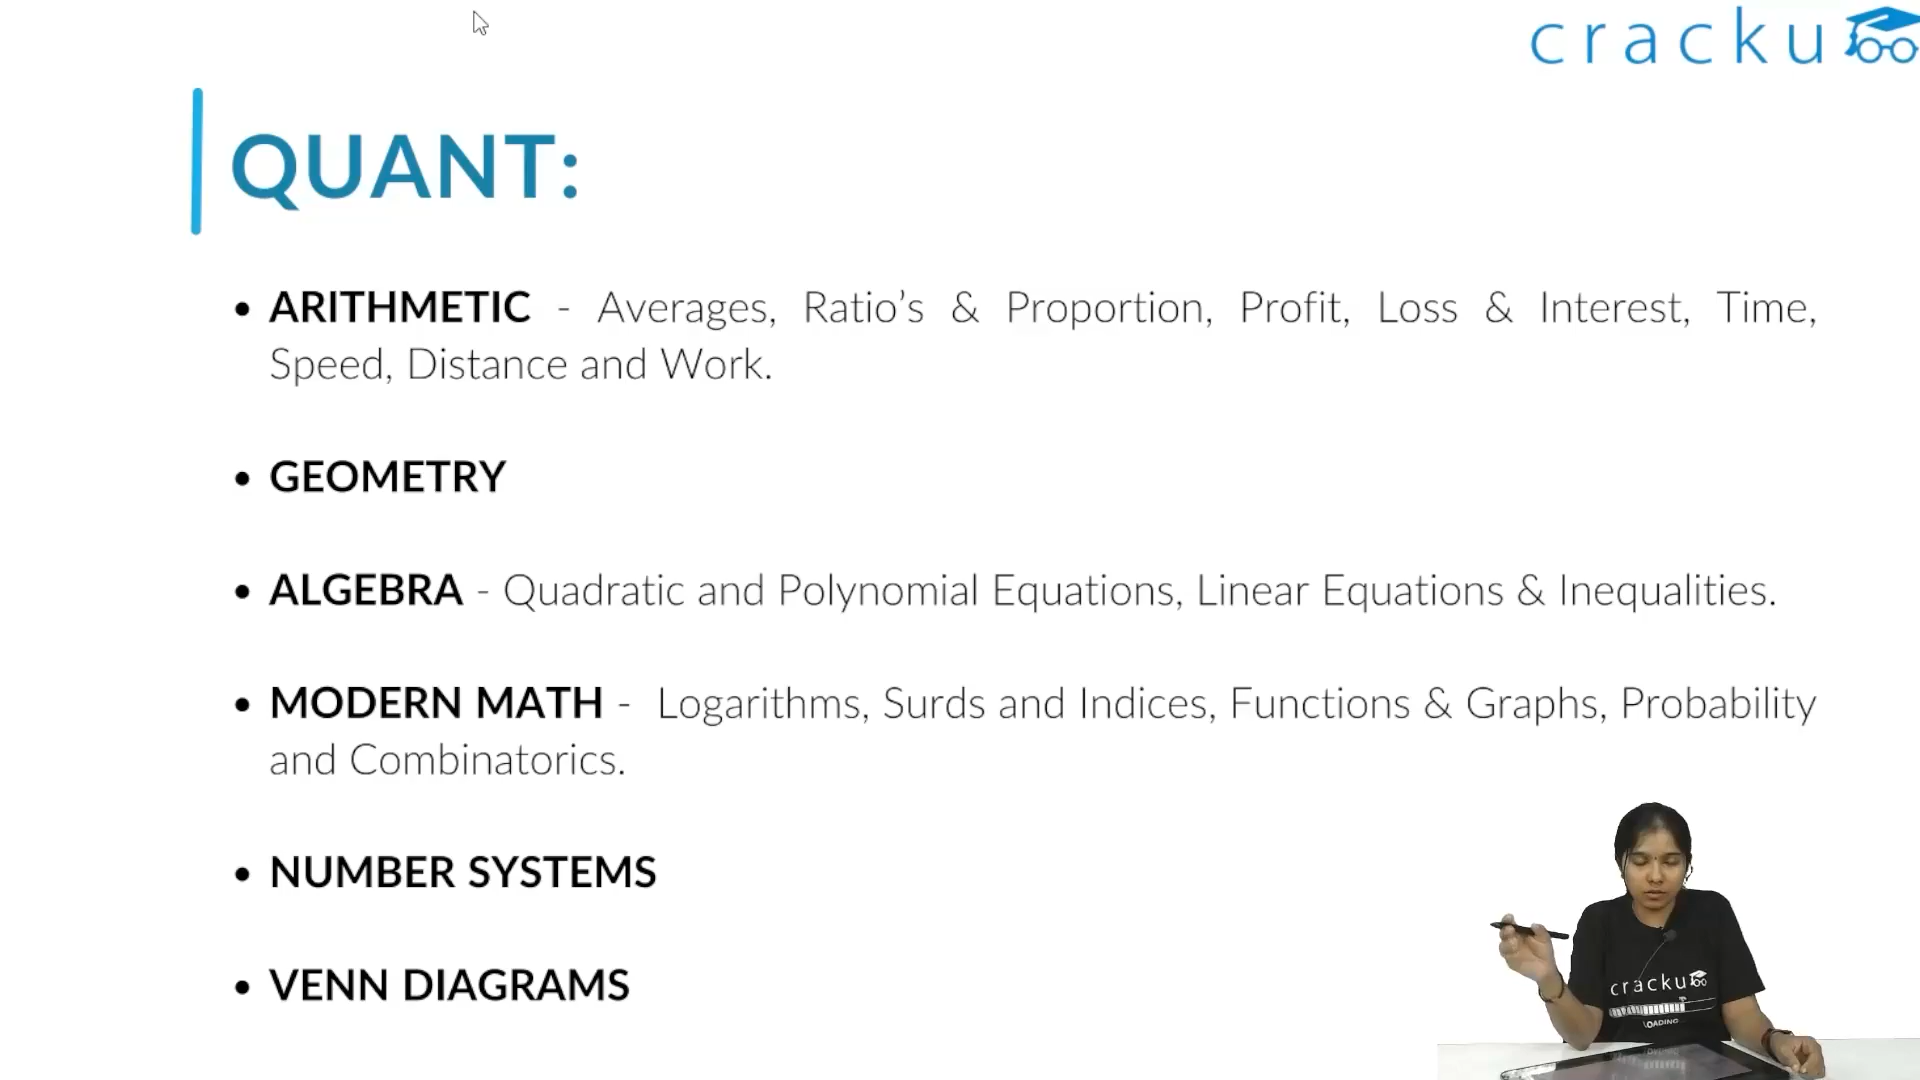 cracku
QUANT:
• ARITHMETIC - Averages, Ratio’s & Proportion, Profit, Loss & Interest, Time,
Speed, Distance and Work.
• GEOMETRY
• ALGEBRA - Quadratic and Polynomial Equations, Linear Equations & Inequalities.
• MODERN MATH - Logarithms, Surds and Indices, Functions & Graphs, Probability
and Combinatorics.
• NUMBER SYSTEMS
• VENN DIAGRAMS
cracku
LOADING